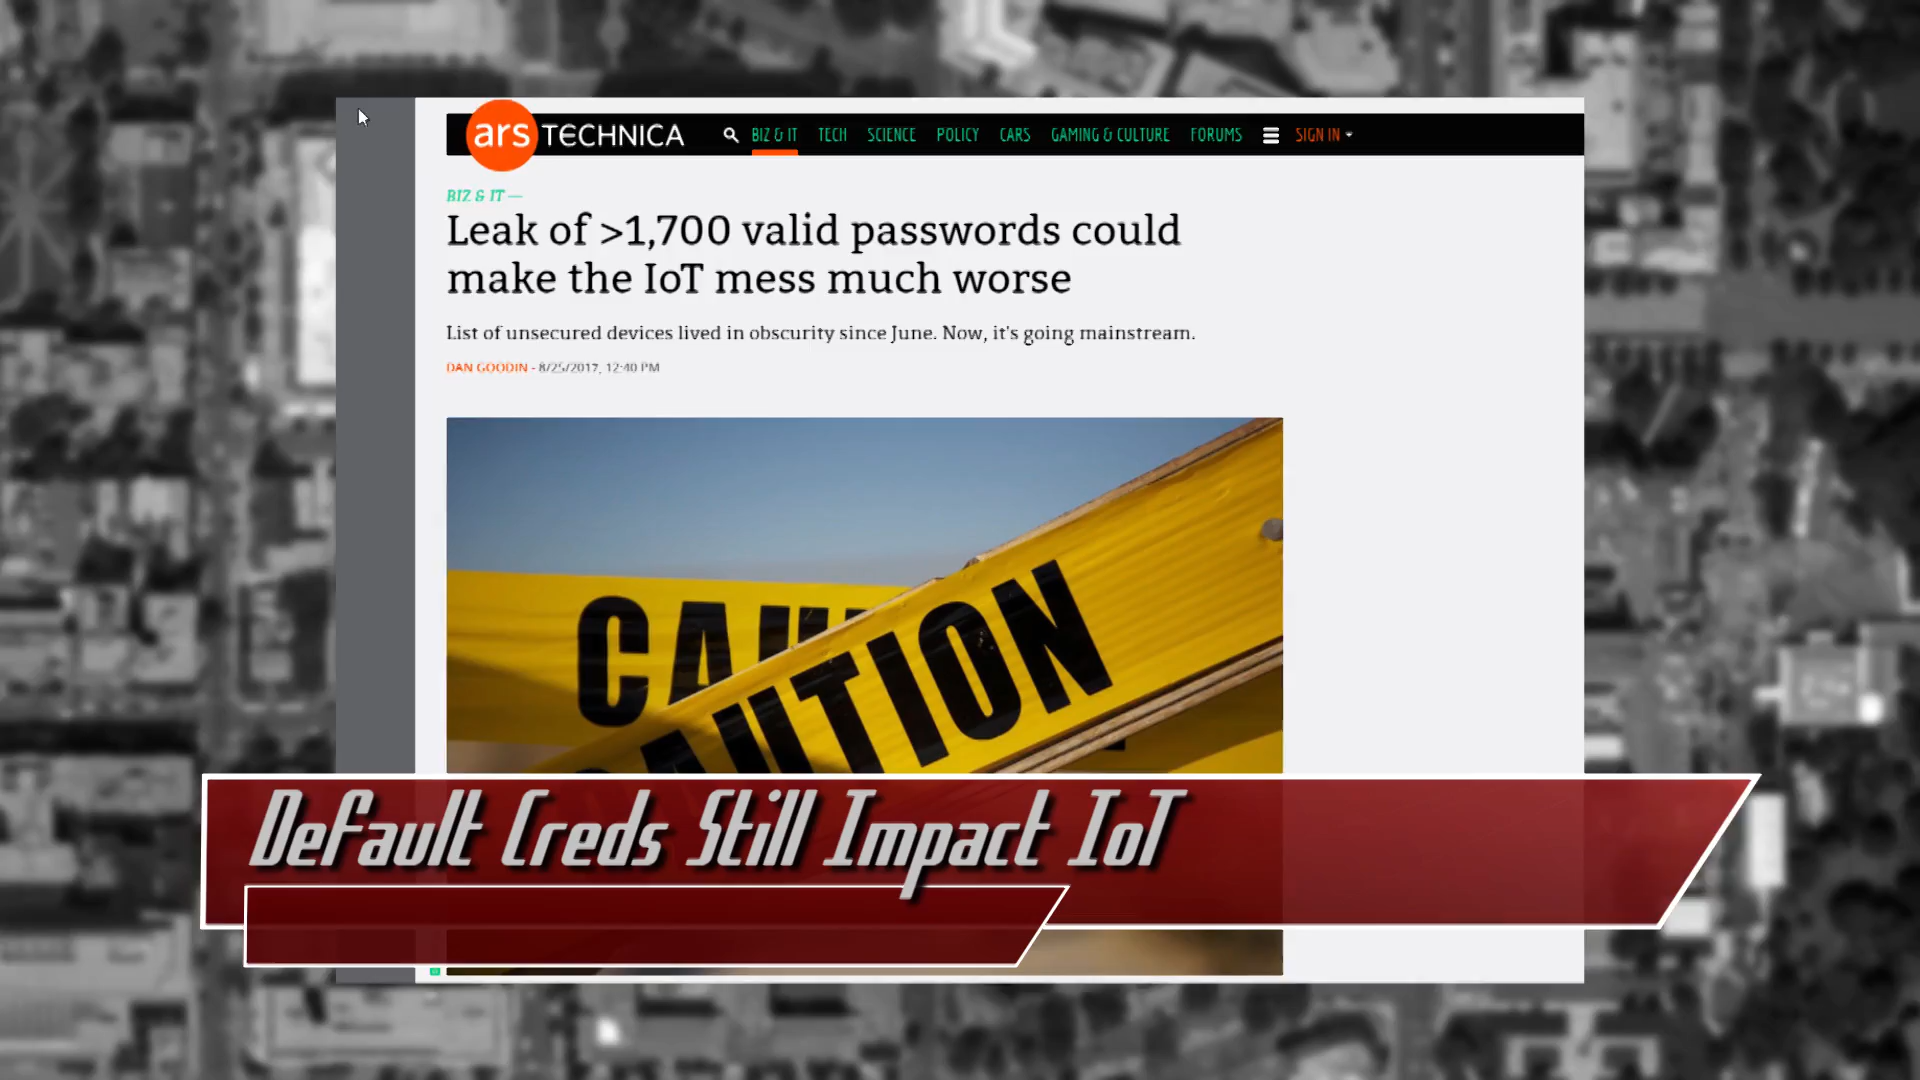 ars TECHNICA BIZ & IT TECH SCIENCE POLICY CARS GAMING & CULTURE FORUMS SIGN IN
BIZ & IT —
Leak of >1,700 valid passwords could
make the IoT mess much worse
List of unsecured devices lived in obscurity since June. Now, it's going mainstream.
DAN GOODIN - 8/25/2017, 12:40 PM
CAU
CAUTION
Default Creds Still Impact IoT